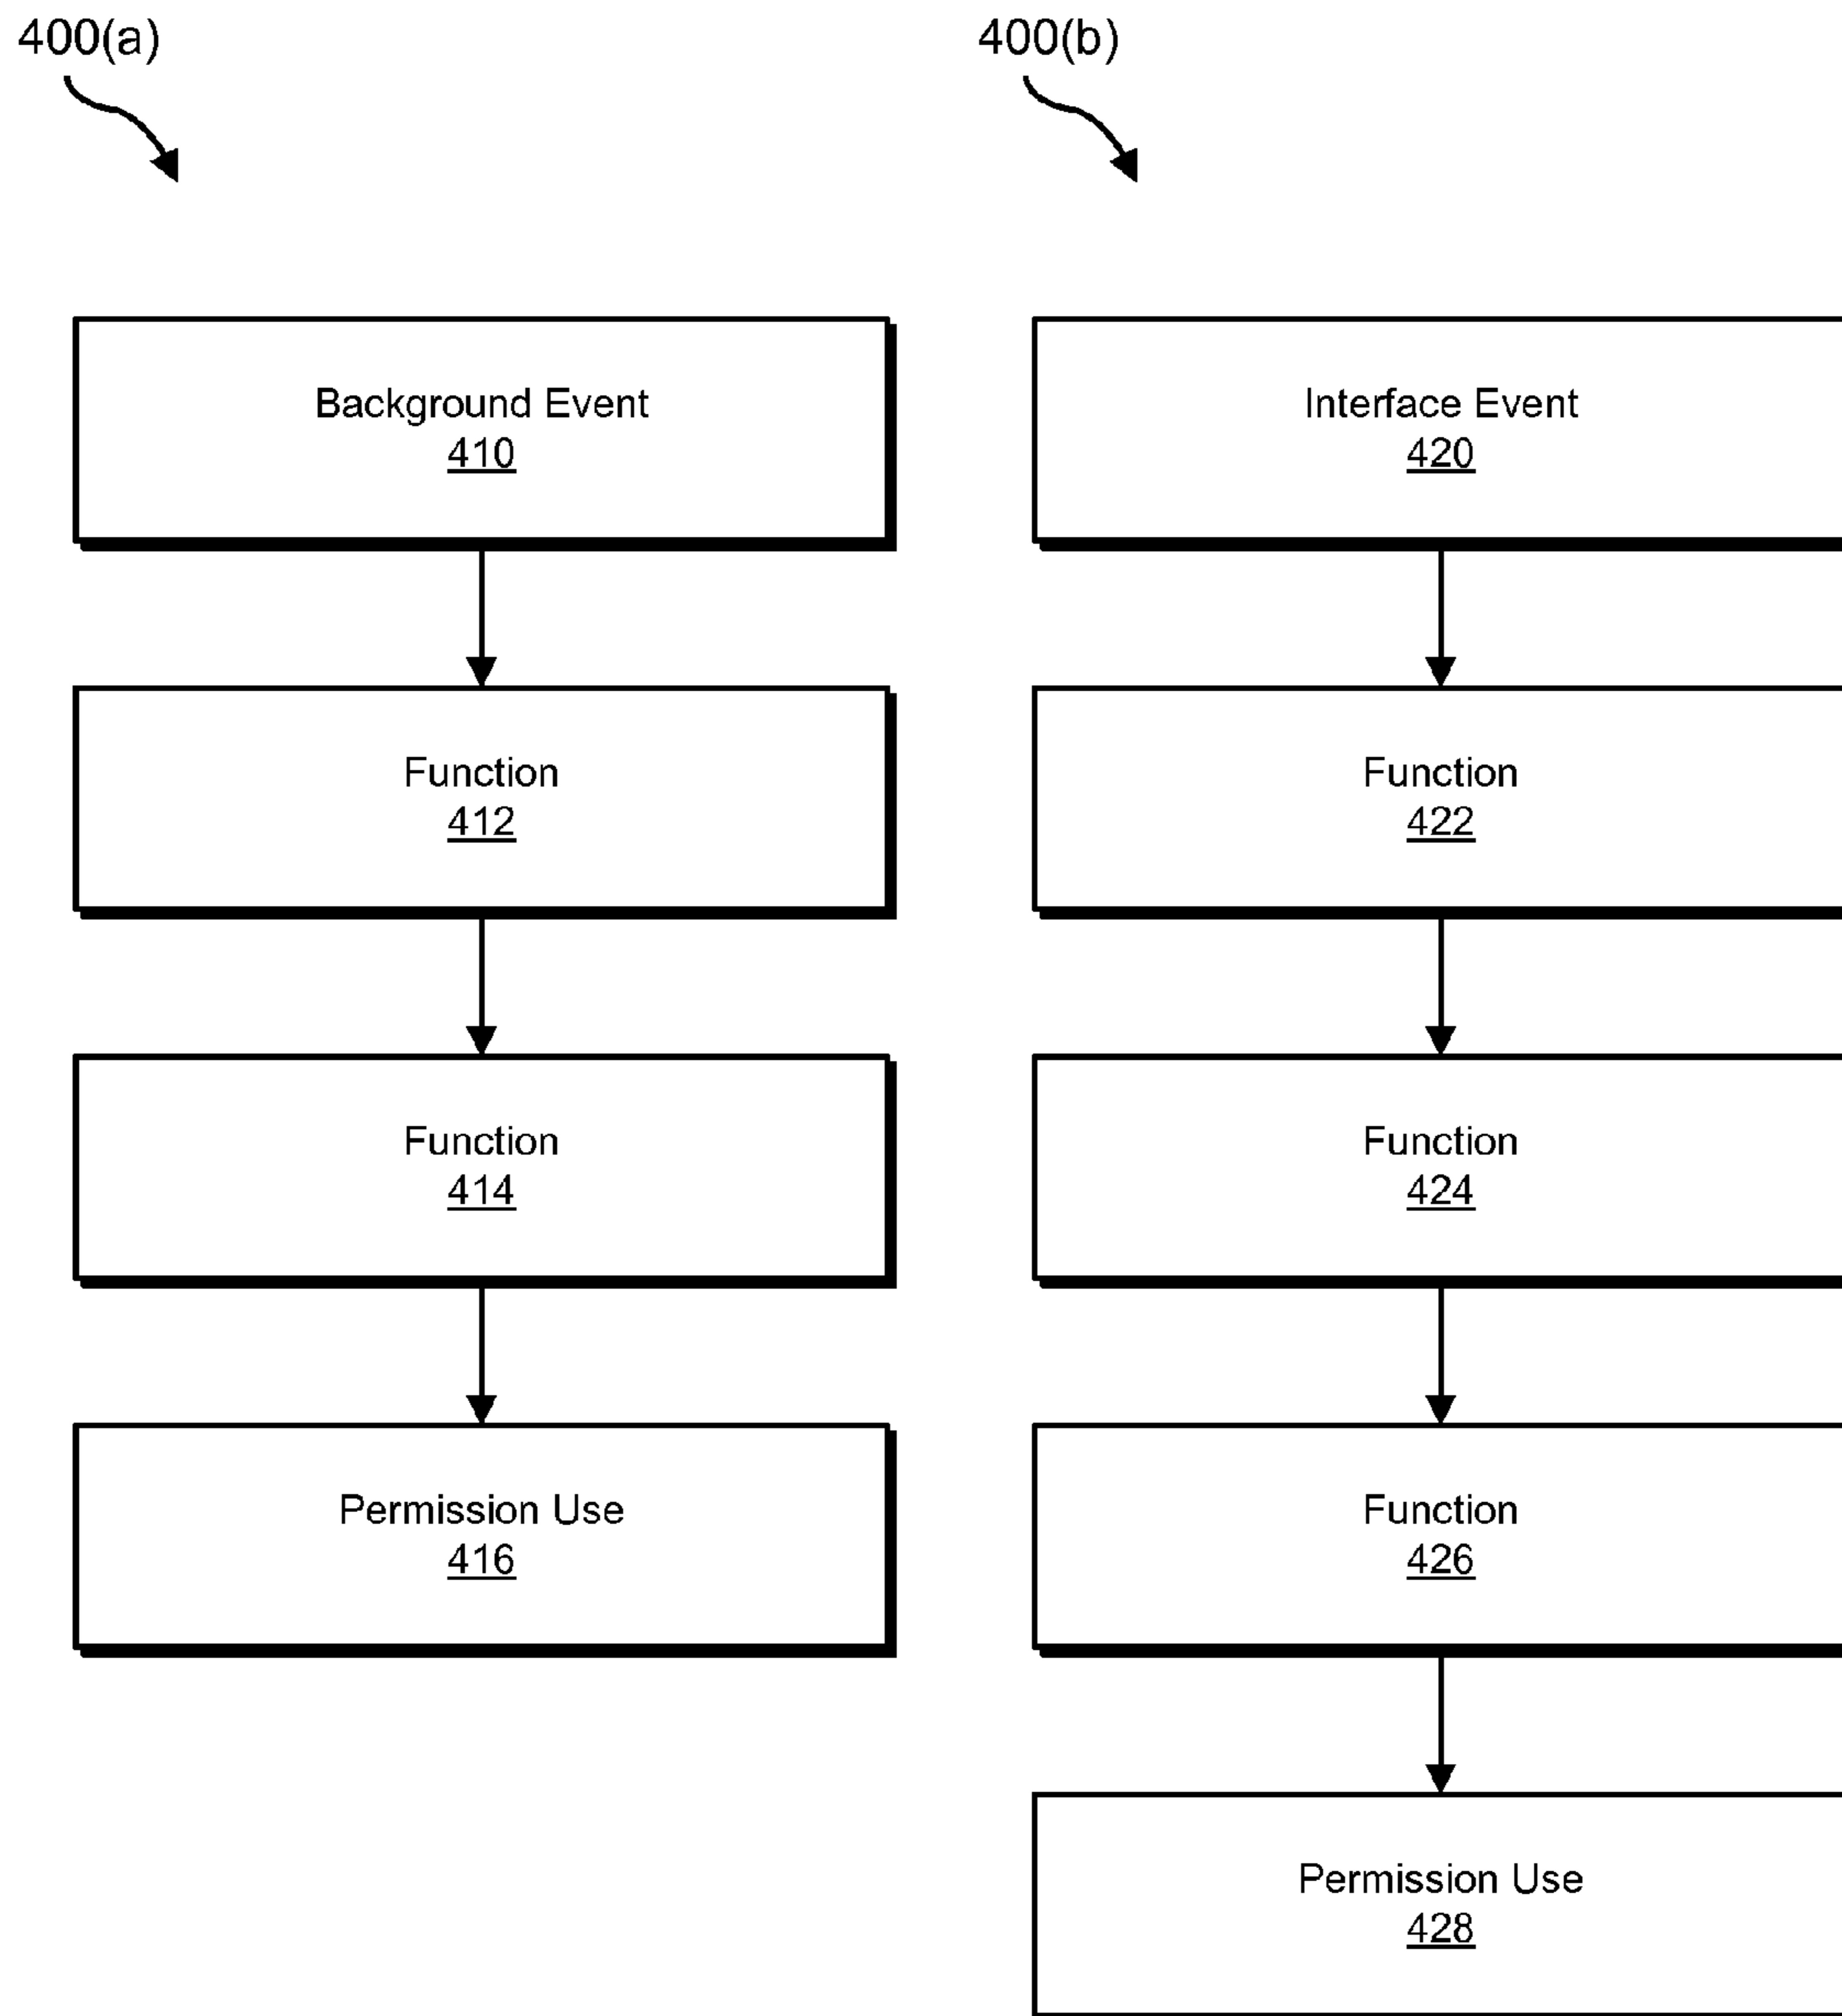 400(a)
Background Event
410
Function
412
Function
414
Permission Use
416
400(b)
Interface Event
420
Function
422
Function
424
Function
426
Permission Use
428